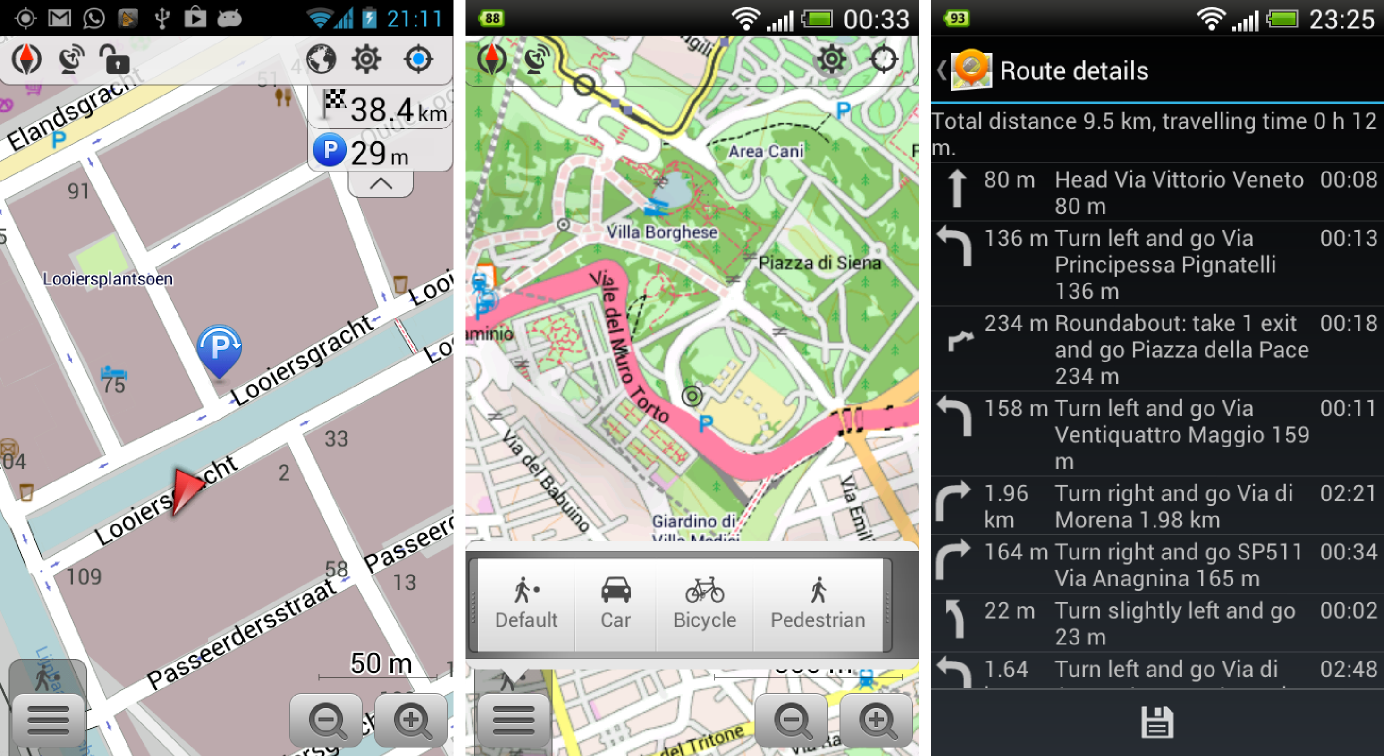 21:11
51
Elandsgracht
P
38.4 km
P 29 m
91
Looiersplantsoen
P
Looiersgracht
75
33
2
Looiersgracht
109
58
13
Passeerdersstraat
50 m
88
00:33
P
Area Cani
Villa Borghese
Piazza di Siena
P
aminio
Viale del Muro Torto
P
Via del Babuino
Via Emili
Giardino di
Villa Medici
Default
Car
Bicycle
Pedestrian
del Tritone
93
23:25
Route details
Total distance 9.5 km, travelling time 0 h 12
m.
80 m Head Via Vittorio Veneto 00:08
80 m
136 m Turn left and go Via 00:13
Principessa Pignatelli
136 m
234 m Roundabout: take 1 exit 00:18
and go Piazza della Pace
234 m
158 m Turn left and go Via 00:11
Ventiquattro Maggio 159
m
1.96 Turn right and go Via di 02:21
km Morena 1.98 km
164 m Turn right and go SP511 00:34
Via Anagnina 165 m
22 m Turn slightly left and go 00:02
23 m
1.64 Turn left and go Via di 02:48